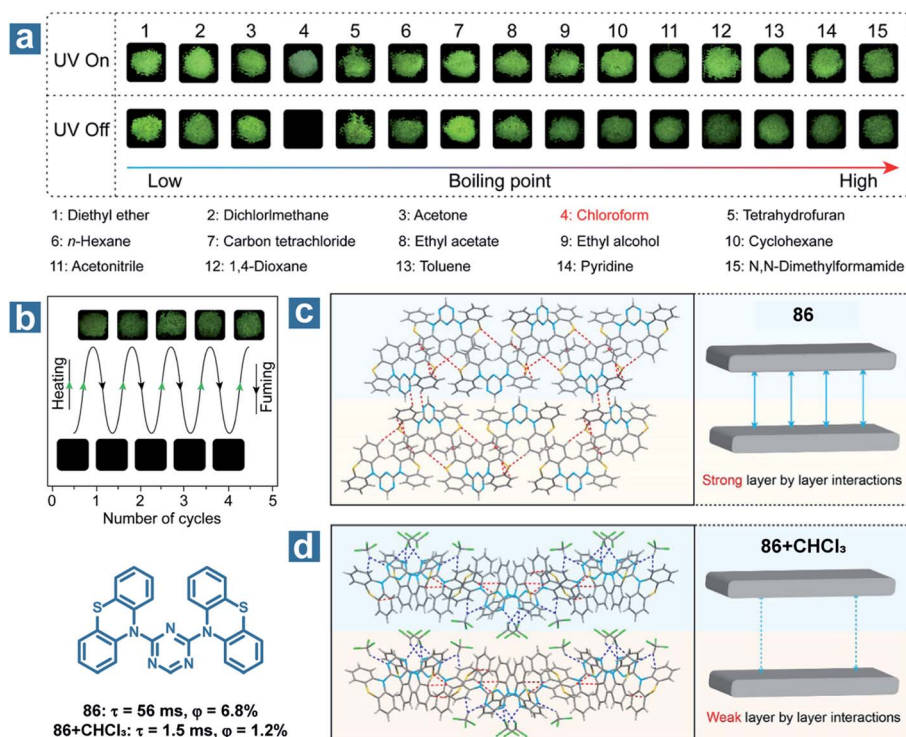 a
1 2 3 4 5 6 7 8 9 10 11 12 13 14 15
UV On
UV Off
Low Boiling point High
1: Diethyl ether 2: Dichlorlmethane 3: Acetone 4: Chloroform 5: Tetrahydrofuran
6: n-Hexane 7: Carbon tetrachloride 8: Ethyl acetate 9: Ethyl alcohol 10: Cyclohexane
11: Acetonitrile 12: 1,4-Dioxane 13: Toluene 14: Pyridine 15: N,N-Dimethylformamide
b
Heating
Fuming
0 1 2 3 4 5
Number of cycles
S S
N N N
N N
86: τ = 56 ms, φ = 6.8%
86+CHCl₃: τ = 1.5 ms, φ = 1.2%
c
86
Strong layer by layer interactions
d
86+CHCl₃
Weak layer by layer interactions